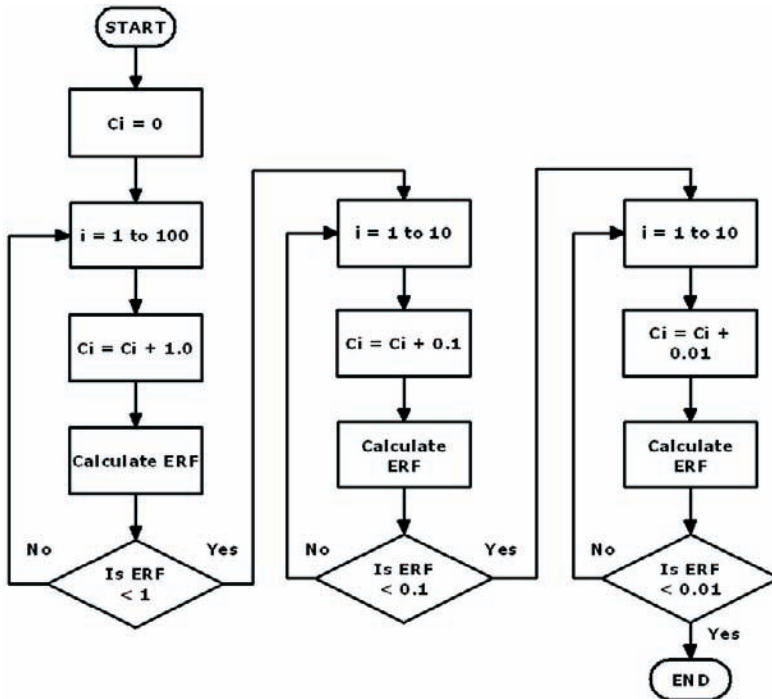 START
Ci = 0
i = 1 to 100
Ci = Ci + 1.0
Calculate ERF
Is ERF
< 1
No
Yes
i = 1 to 10
Ci = Ci + 0.1
Calculate
ERF
Is ERF
< 0.1
No
Yes
i = 1 to 10
Ci = Ci +
0.01
Calculate
ERF
Is ERF
< 0.01
No
Yes
END